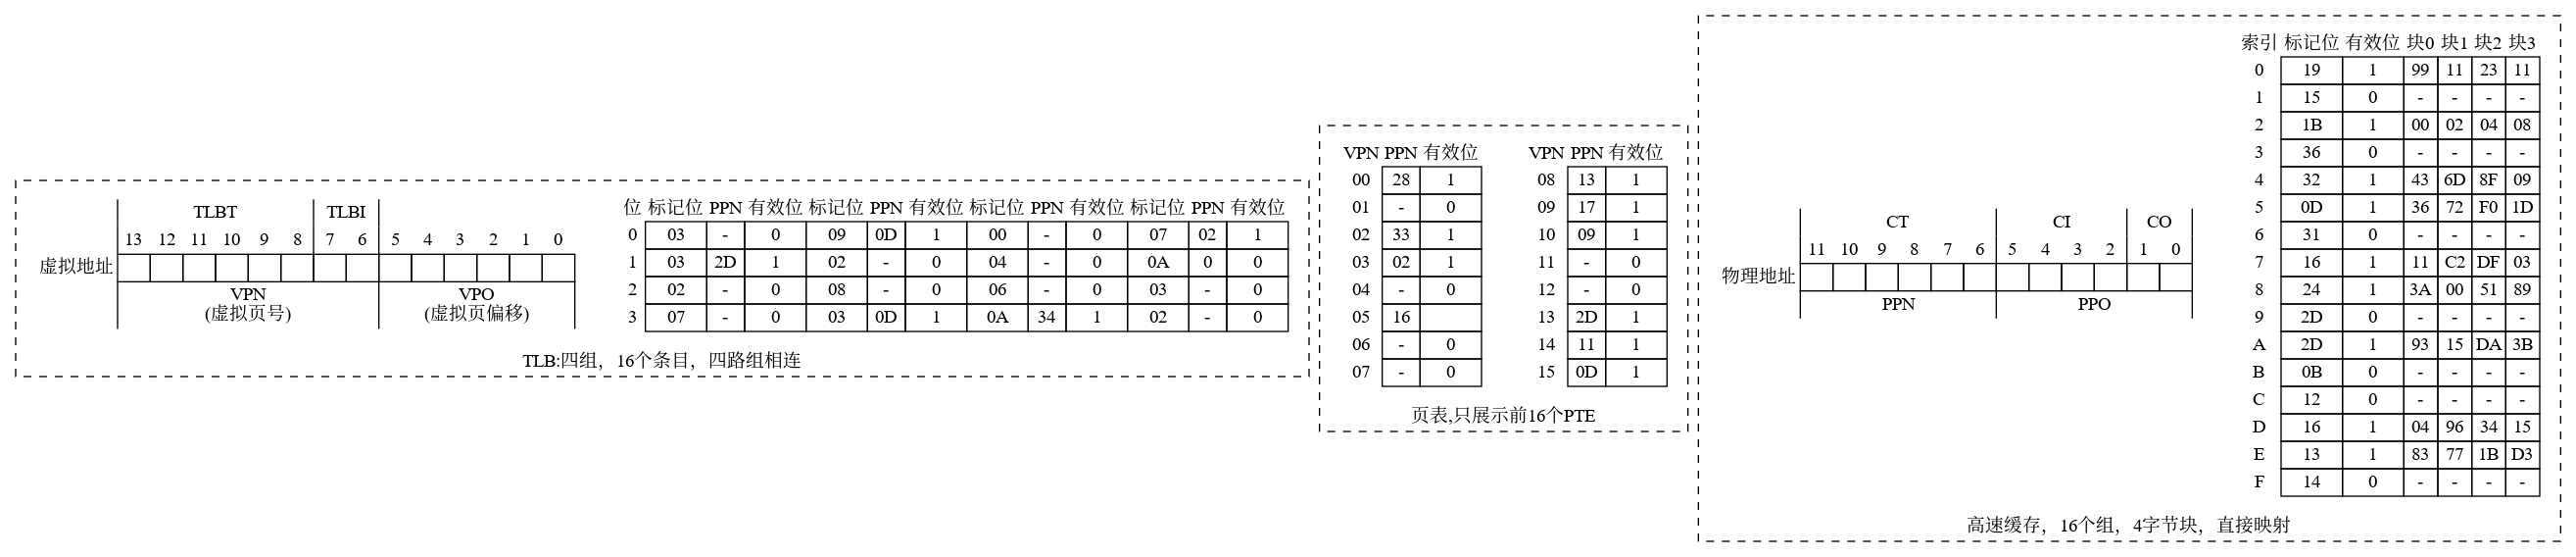 TLBT TLBI
13 12 11 10 9 8 7 6 5 4 3 2 1 0
虚拟地址
VPN VPO
(虚拟页号) (虚拟页偏移)
位 标记位 PPN 有效位 标记位 PPN 有效位 标记位 PPN 有效位 标记位 PPN 有效位
0 03 - 0 09 0D 1 00 - 0 07 02 1
1 03 2D 1 02 - 0 04 - 0 0A 0 0
2 02 - 0 08 - 0 06 - 0 03 - 0
3 07 - 0 03 0D 1 0A 34 1 02 - 0
TLB:四组，16个条目，四路组相连
VPN PPN 有效位
00 28 1
01 - 0
02 33 1
03 02 1
04 - 0
05 16
06 - 0
07 - 0
VPN PPN 有效位
08 13 1
09 17 1
10 09 1
11 - 0
12 - 0
13 2D 1
14 11 1
15 0D 1
页表,只展示前16个PTE
CT CI CO
11 10 9 8 7 6 5 4 3 2 1 0
物理地址
PPN PPO
索引 标记位 有效位 块0 块1 块2 块3
0 19 1 99 11 23 11
1 15 0 - - - -
2 1B 1 00 02 04 08
3 36 0 - - - -
4 32 1 43 6D 8F 09
5 0D 1 36 72 F0 1D
6 31 0 - - - -
7 16 1 11 C2 DF 03
8 24 1 3A 00 51 89
9 2D 0 - - - -
A 2D 1 93 15 DA 3B
B 0B 0 - - - -
C 12 0 - - - -
D 16 1 04 96 34 15
E 13 1 83 77 1B D3
F 14 0 - - - -
高速缓存，16个组，4字节块，直接映射